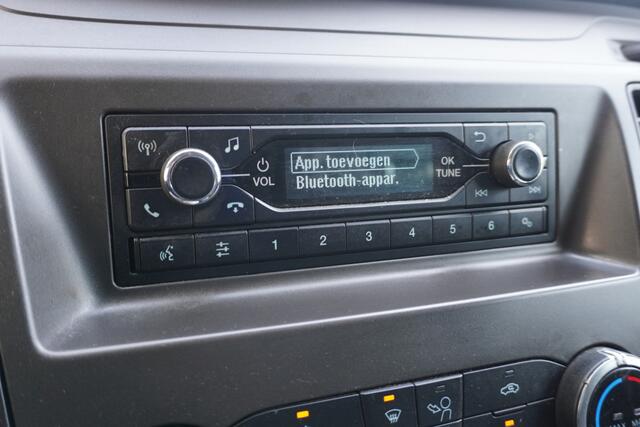 App. toevoegen
Bluetooth-appar.
VOL
OK
TUNE
1 2 3 4 5 6